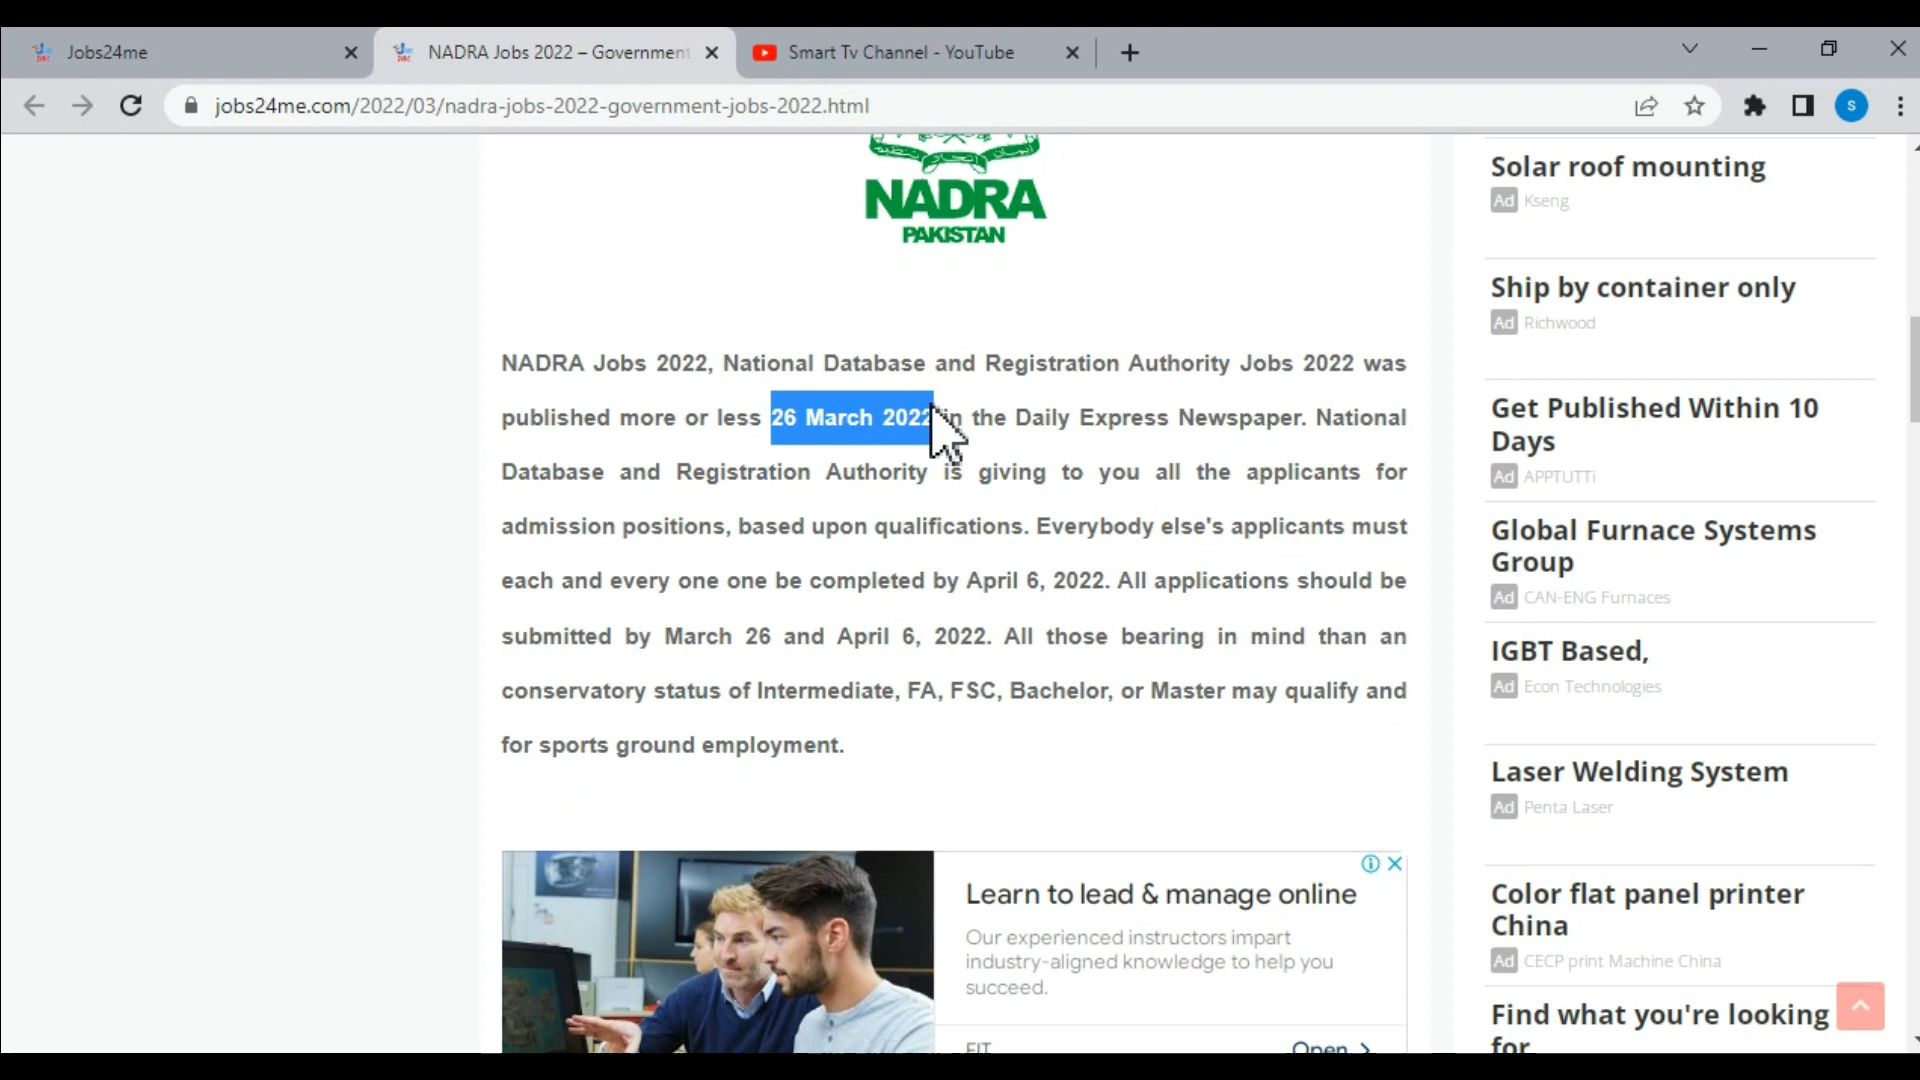 Jobs24me
NADRA Jobs 2022 – Government
Smart Tv Channel - YouTube
jobs24me.com/2022/03/nadra-jobs-2022-government-jobs-2022.html
S
NADRA
PAKISTAN
NADRA Jobs 2022, National Database and Registration Authority Jobs 2022 was
published more or less 26 March 2022 in the Daily Express Newspaper. National
Database and Registration Authority is giving to you all the applicants for
admission positions, based upon qualifications. Everybody else's applicants must
each and every one one be completed by April 6, 2022. All applications should be
submitted by March 26 and April 6, 2022. All those bearing in mind than an
conservatory status of Intermediate, FA, FSC, Bachelor, or Master may qualify and
for sports ground employment.
Learn to lead & manage online
Our experienced instructors impart
industry-aligned knowledge to help you
succeed.
FIT
Open
Solar roof mounting
Ad Kseng
Ship by container only
Ad Richwood
Get Published Within 10
Days
Ad APPTUTTi
Global Furnace Systems
Group
Ad CAN-ENG Furnaces
IGBT Based,
Ad Econ Technologies
Laser Welding System
Ad Penta Laser
Color flat panel printer
China
Ad CECP print Machine China
Find what you're looking
for